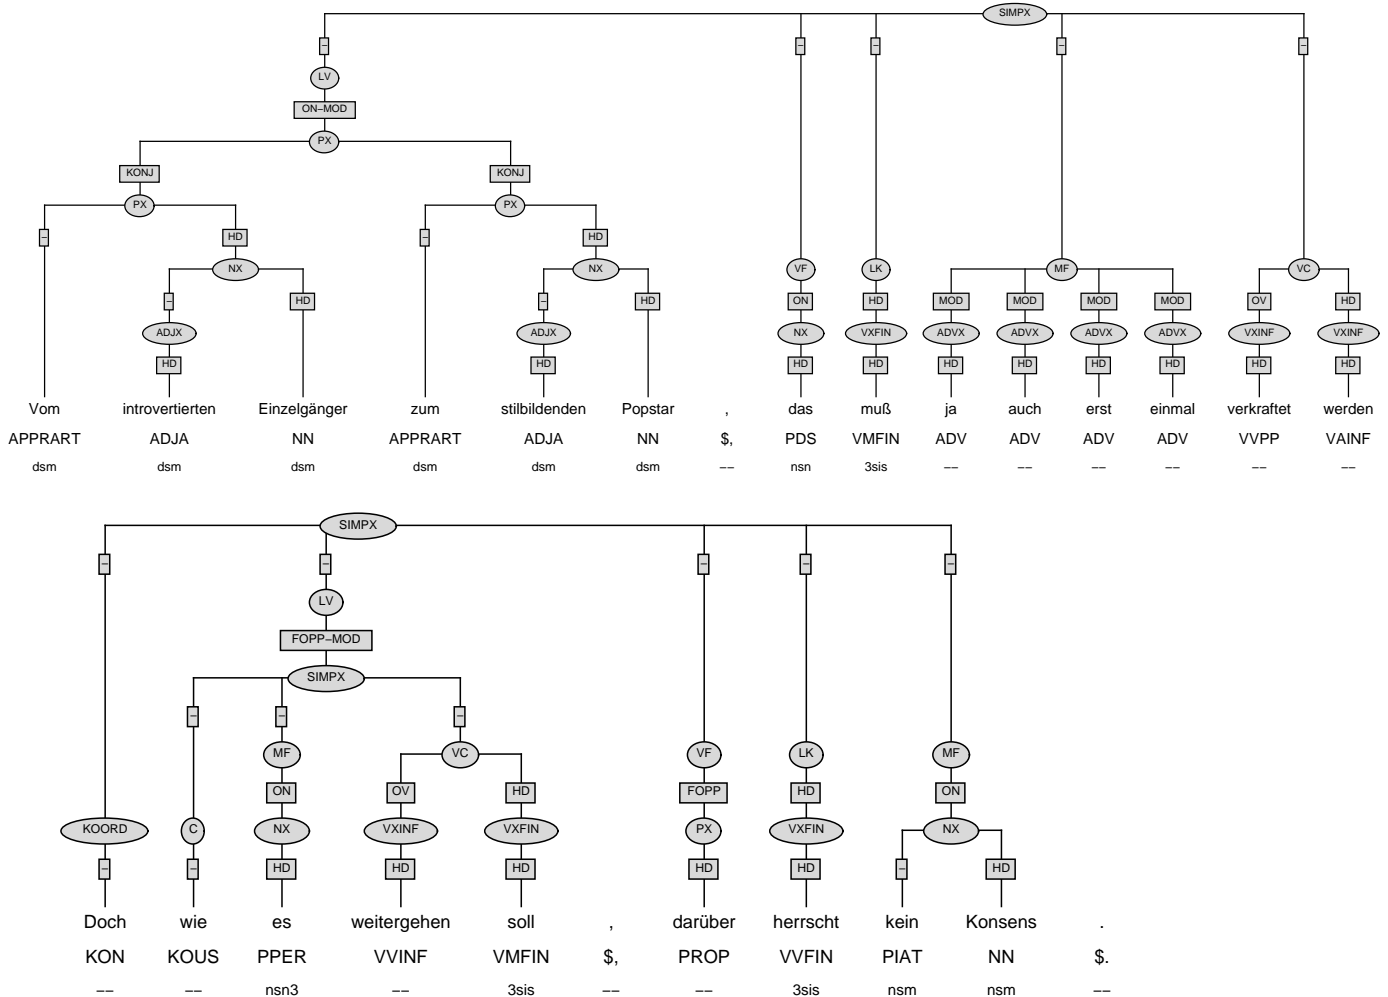 SIMPX
– – – – –
LV
ON–MOD
PX
KONJ KONJ
PX PX
– HD – HD
NX NX VF LK MF VC
– HD – HD ON HD MOD MOD MOD MOD OV HD
ADJX ADJX NX VXFIN ADVX ADVX ADVX ADVX VXINF VXINF
HD HD HD HD HD HD HD HD HD HD
Vom introvertierten Einzelgänger zum stilbildenden Popstar , das muß ja auch erst einmal verkraftet werden
APPRART ADJA NN APPRART ADJA NN $, PDS VMFIN ADV ADV ADV ADV VVPP VAINF
dsm dsm dsm dsm dsm dsm –– nsn 3sis –– –– –– –– –– ––
SIMPX
– – – – –
LV
FOPP–MOD
SIMPX
– – –
MF VC VF LK MF
ON OV HD FOPP HD ON
KOORD C NX VXINF VXFIN PX VXFIN NX
– – HD HD HD HD HD – HD
Doch wie es weitergehen soll , darüber herrscht kein Konsens .
KON KOUS PPER VVINF VMFIN $, PROP VVFIN PIAT NN $.
–– –– nsn3 –– 3sis –– –– 3sis nsm nsm ––